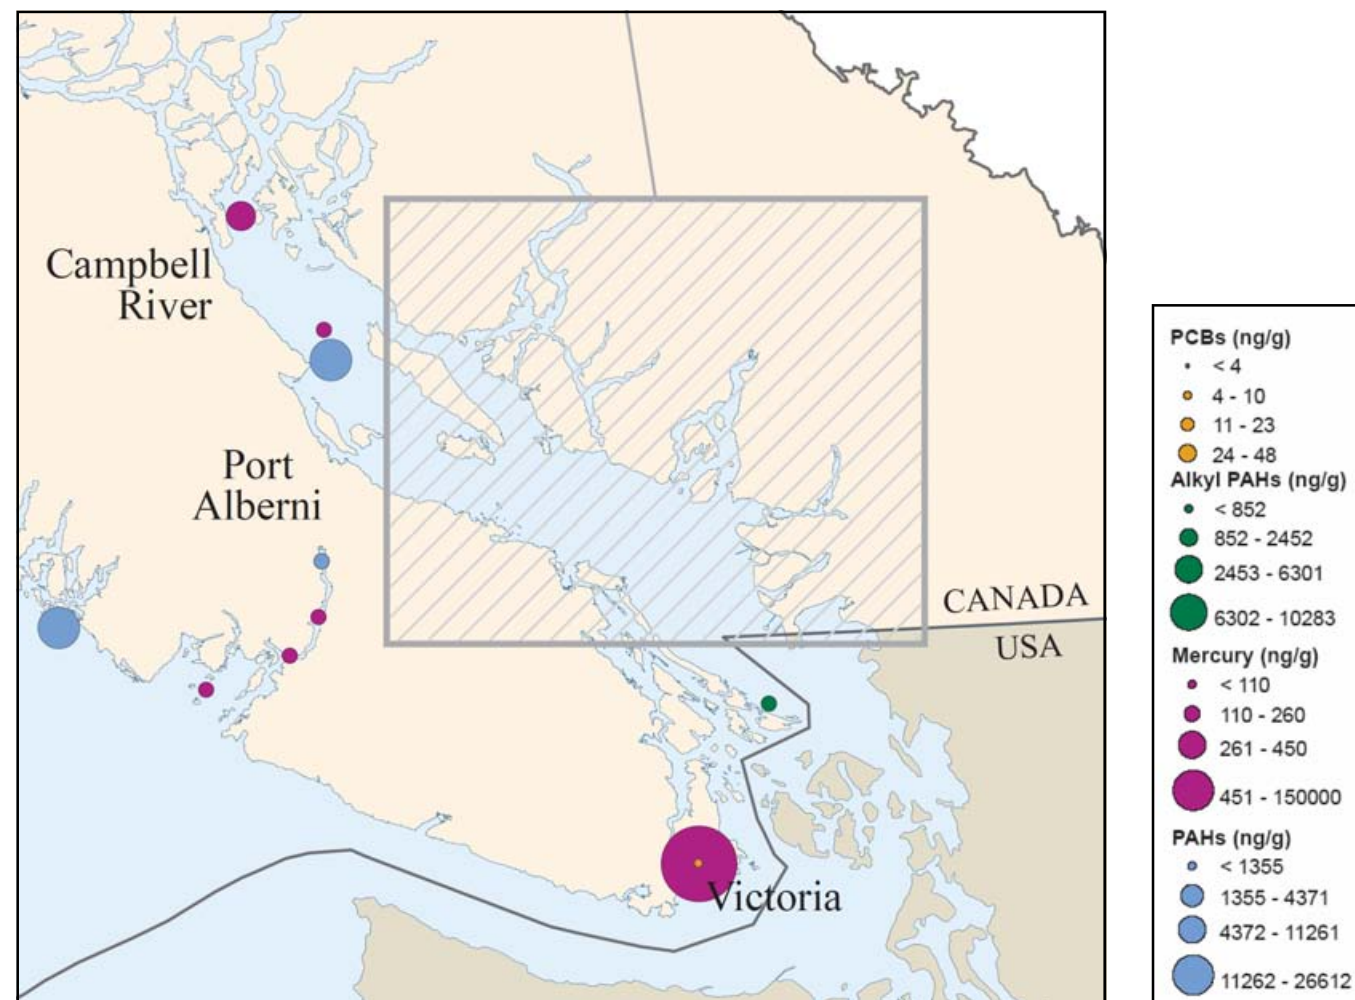 Campbell
River
Port
Alberni
CANADA
USA
Victoria
PCBs (ng/g)
< 4
4 - 10
11 - 23
24 - 48
Alkyl PAHs (ng/g)
< 852
852 - 2452
2453 - 6301
6302 - 10283
Mercury (ng/g)
< 110
110 - 260
261 - 450
451 - 150000
PAHs (ng/g)
< 1355
1355 - 4371
4372 - 11261
11262 - 26612